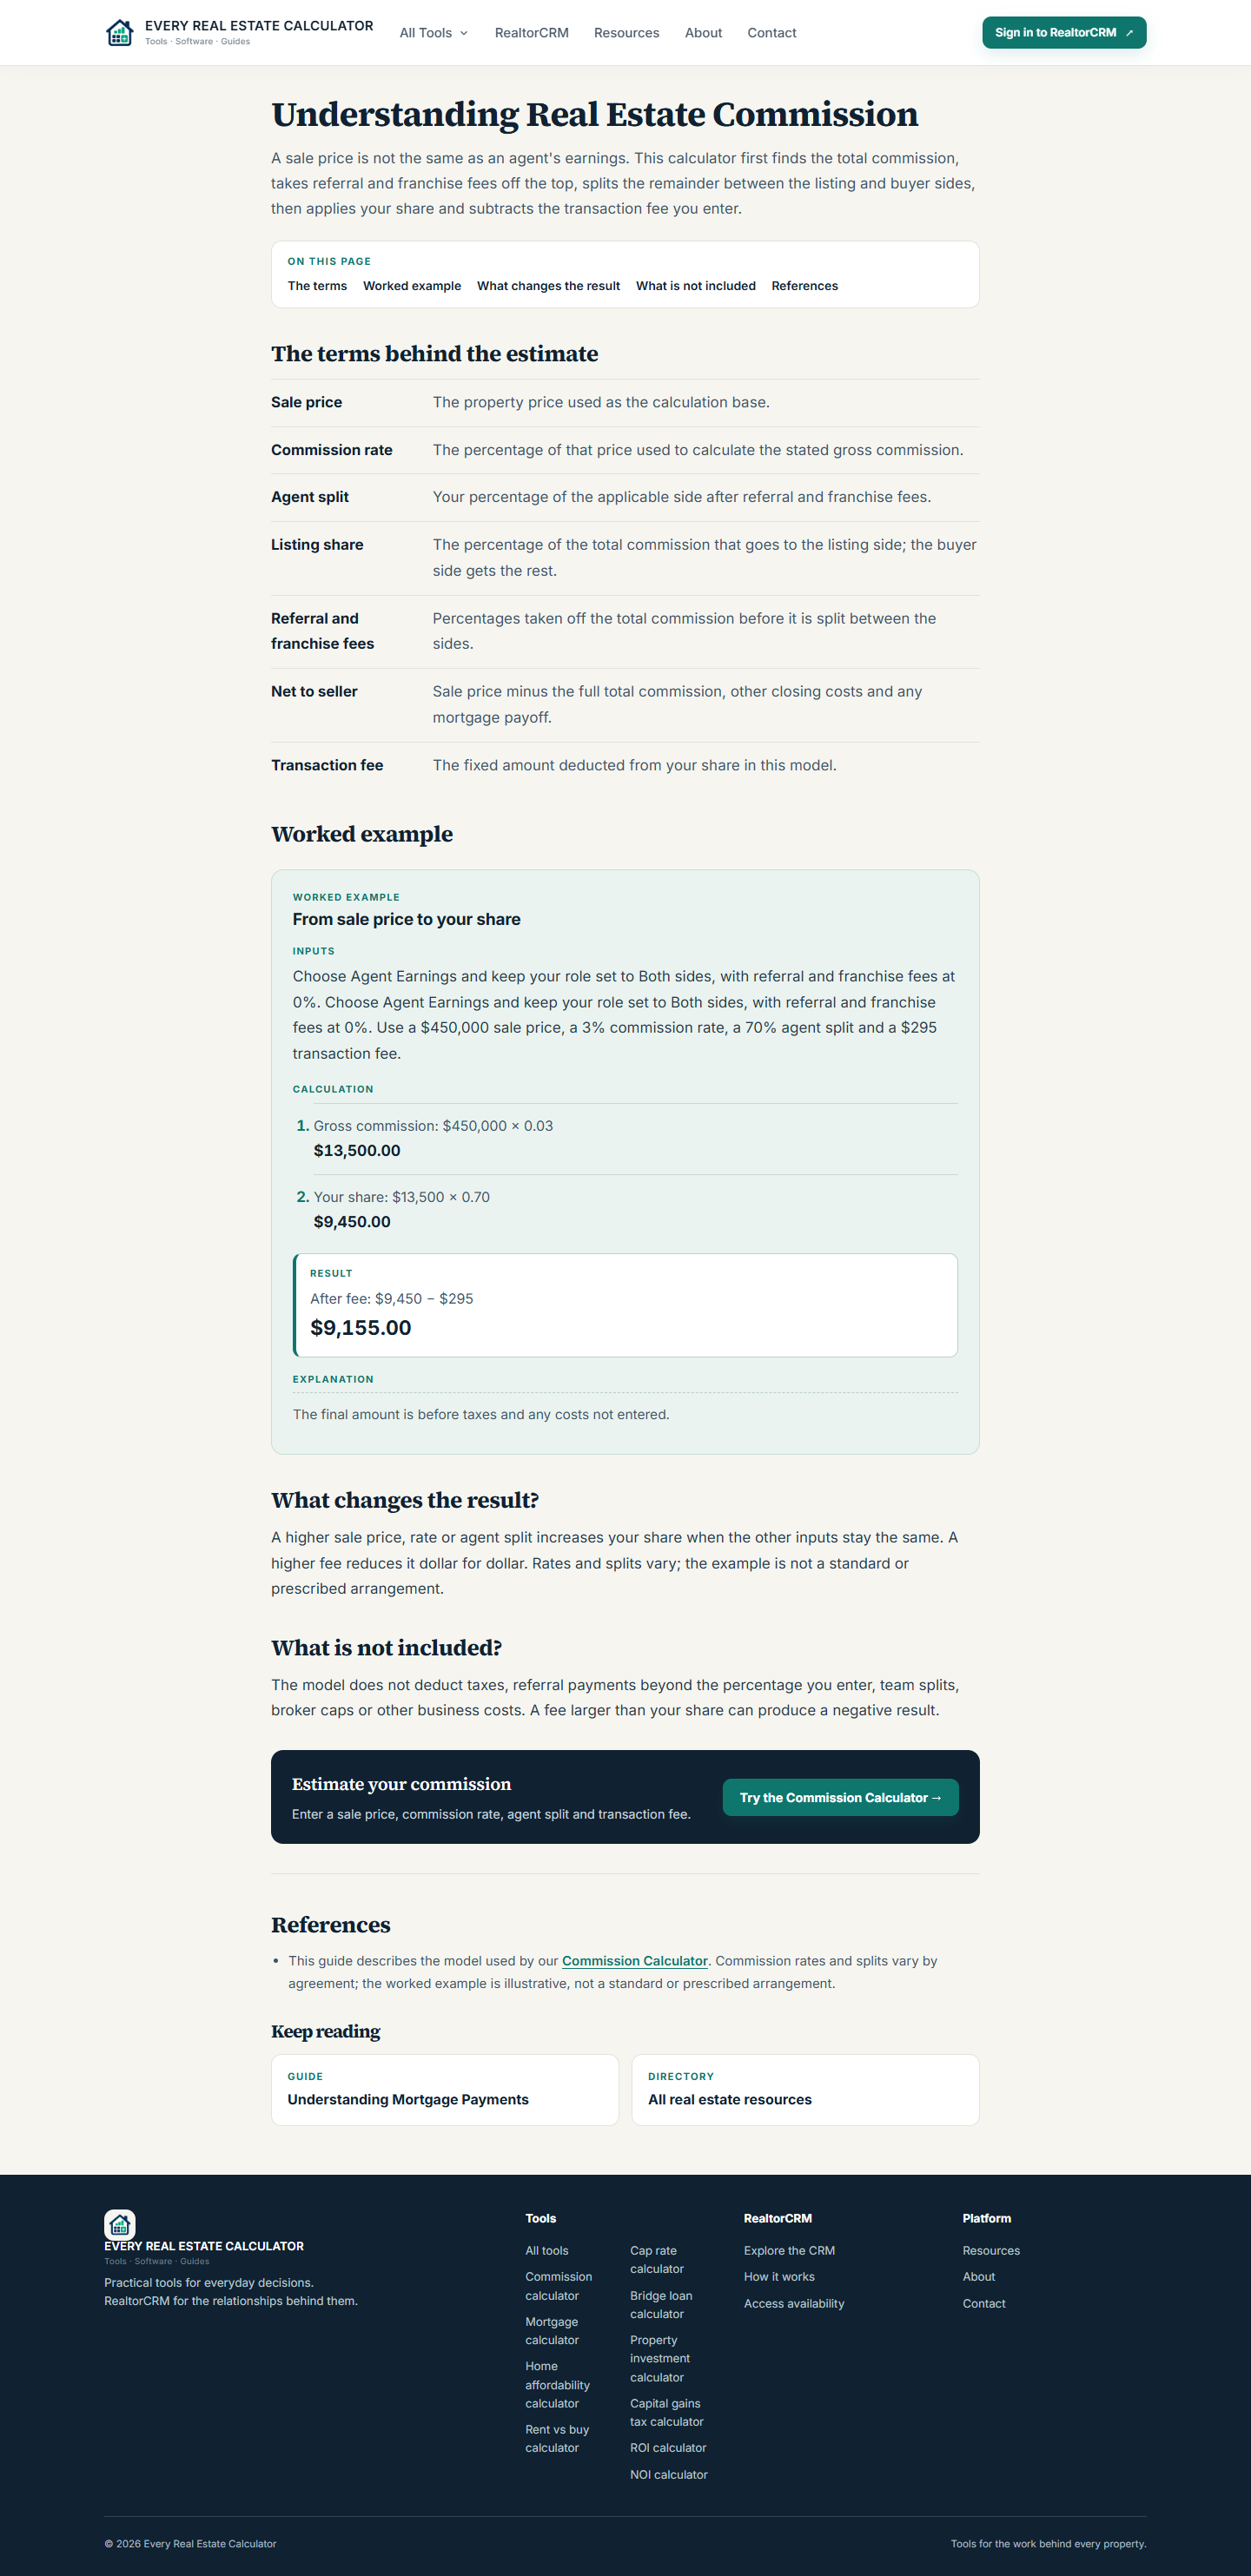 EVERY REAL ESTATE CALCULATOR
Tools · Software · Guides
All Tools
RealtorCRM
Resources
About
Contact
Sign in to RealtorCRM ↗
Understanding Real Estate Commission
A sale price is not the same as an agent's earnings. This calculator first finds the total commission,
takes referral and franchise fees off the top, splits the remainder between the listing and buyer sides,
then applies your share and subtracts the transaction fee you enter.
ON THIS PAGE
The terms
Worked example
What changes the result
What is not included
References
The terms behind the estimate
Sale price
The property price used as the calculation base.
Commission rate
The percentage of that price used to calculate the stated gross commission.
Agent split
Your percentage of the applicable side after referral and franchise fees.
Listing share
The percentage of the total commission that goes to the listing side; the buyer
side gets the rest.
Referral and
franchise fees
Percentages taken off the total commission before it is split between the
sides.
Net to seller
Sale price minus the full total commission, other closing costs and any
mortgage payoff.
Transaction fee
The fixed amount deducted from your share in this model.
Worked example
WORKED EXAMPLE
From sale price to your share
INPUTS
Choose Agent Earnings and keep your role set to Both sides, with referral and franchise fees at
0%. Choose Agent Earnings and keep your role set to Both sides, with referral and franchise
fees at 0%. Use a $450,000 sale price, a 3% commission rate, a 70% agent split and a $295
transaction fee.
CALCULATION
1. Gross commission: $450,000 × 0.03
$13,500.00
2. Your share: $13,500 × 0.70
$9,450.00
RESULT
After fee: $9,450 − $295
$9,155.00
EXPLANATION
The final amount is before taxes and any costs not entered.
What changes the result?
A higher sale price, rate or agent split increases your share when the other inputs stay the same. A
higher fee reduces it dollar for dollar. Rates and splits vary; the example is not a standard or
prescribed arrangement.
What is not included?
The model does not deduct taxes, referral payments beyond the percentage you enter, team splits,
broker caps or other business costs. A fee larger than your share can produce a negative result.
Estimate your commission
Enter a sale price, commission rate, agent split and transaction fee.
Try the Commission Calculator →
References
• This guide describes the model used by our Commission Calculator. Commission rates and splits vary by
agreement; the worked example is illustrative, not a standard or prescribed arrangement.
Keep reading
GUIDE
Understanding Mortgage Payments
DIRECTORY
All real estate resources
EVERY REAL ESTATE CALCULATOR
Tools · Software · Guides
Practical tools for everyday decisions.
RealtorCRM for the relationships behind them.
Tools
All tools
Commission
calculator
Mortgage
calculator
Home
affordability
calculator
Rent vs buy
calculator
Cap rate
calculator
Bridge loan
calculator
Property
investment
calculator
Capital gains
tax calculator
ROI calculator
NOI calculator
RealtorCRM
Explore the CRM
How it works
Access availability
Platform
Resources
About
Contact
© 2026 Every Real Estate Calculator
Tools for the work behind every property.